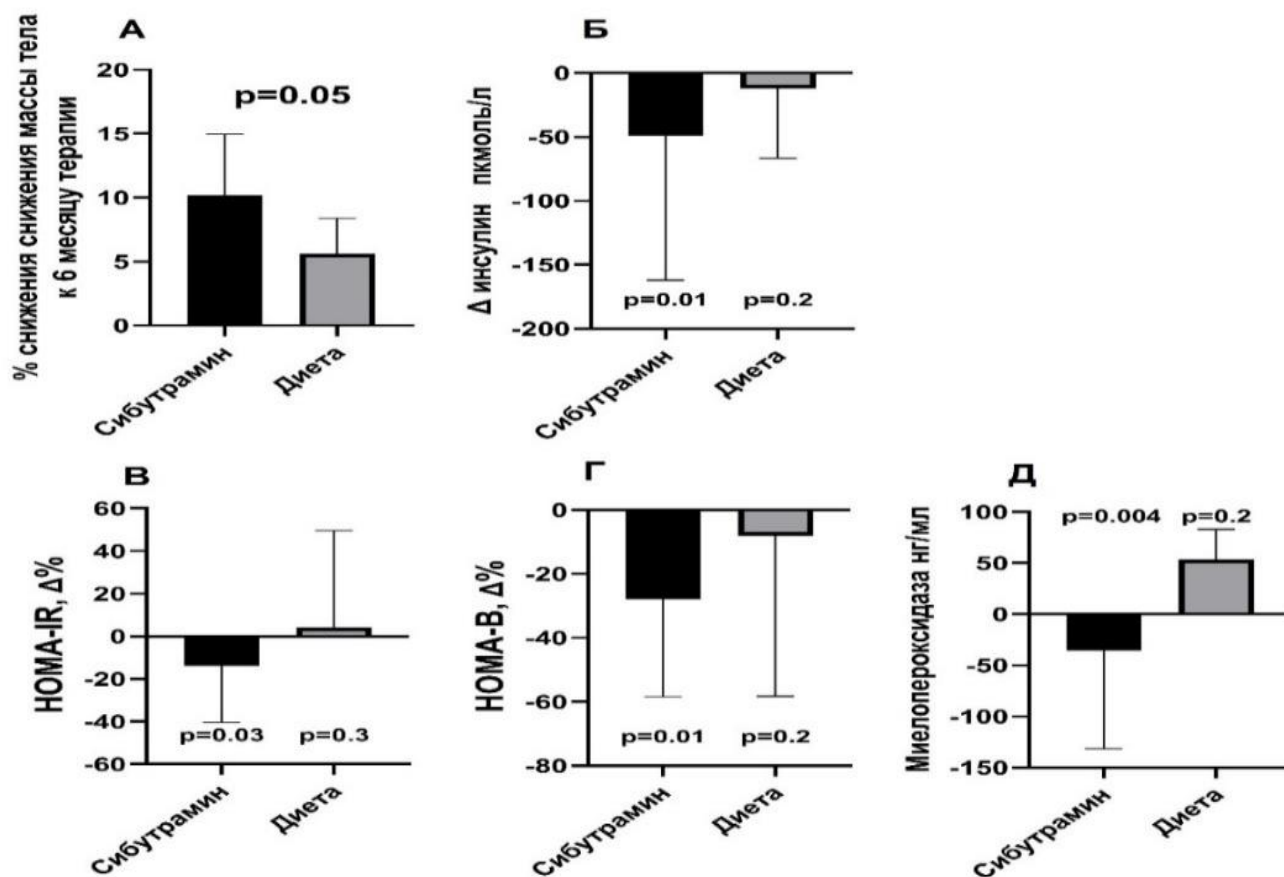 А
% снижения снижения массы тела
к 6 месяцу терапии
20
15
10
5
0
p=0.05
Сибутрамин
Диета
Б
Δ инсулин пкмоль/л
0
-50
-100
-150
-200
p=0.01
p=0.2
Сибутрамин
Диета
В
HOMA-IR, Δ%
60
40
20
0
-20
-40
-60
p=0.03
p=0.3
Сибутрамин
Диета
Г
HOMA-B, Δ%
0
-20
-40
-60
-80
p=0.01
p=0.2
Сибутрамин
Диета
Д
Миелопероксидаза нг/мл
100
50
0
-50
-100
-150
p=0.004
p=0.2
Сибутрамин
Диета